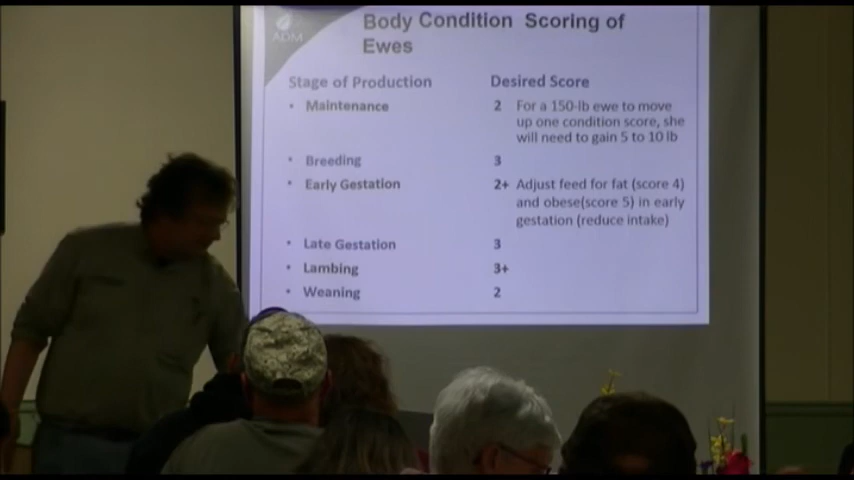 ADM
Body Condition Scoring of
Ewes
Stage of Production Desired Score
• Maintenance 2 For a 150-lb ewe to move
up one condition score, she
will need to gain 5 to 10 lb
• Breeding 3
• Early Gestation 2+ Adjust feed for fat (score 4)
and obese(score 5) in early
gestation (reduce intake)
• Late Gestation 3
• Lambing 3+
• Weaning 2